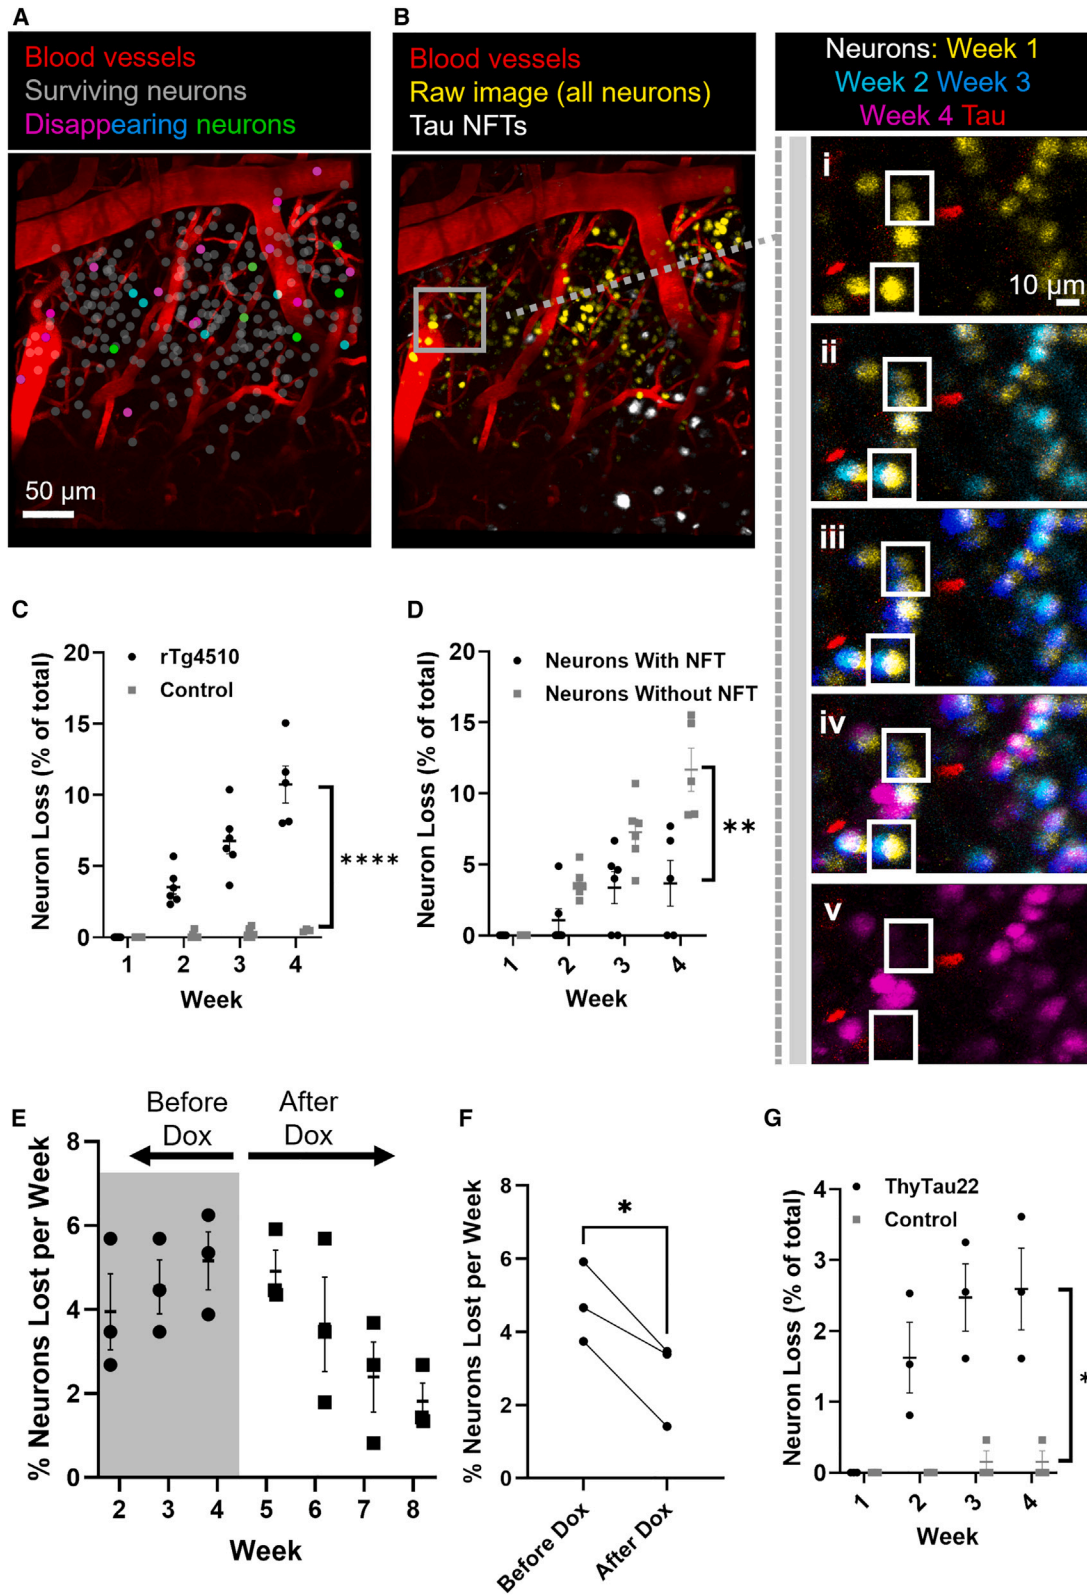 A
Blood vessels
Surviving neurons
Disappearing neurons
50 µm
B
Blood vessels
Raw image (all neurons)
Tau NFTs
Neurons: Week 1
Week 2 Week 3
Week 4 Tau
i
10 µm
ii
iii
iv
v
C
Neuron Loss (% of total)
20
15
10
5
0
rTg4510
Control
****
1 2 3 4
Week
D
Neuron Loss (% of total)
20
15
10
5
0
Neurons With NFT
Neurons Without NFT
**
1 2 3 4
Week
E
Before Dox
After Dox
% Neurons Lost per Week
8
6
4
2
0
2 3 4 5 6 7 8
Week
F
% Neurons Lost per Week
8
6
4
2
0
*
Before Dox
After Dox
G
Neuron Loss (% of total)
4
3
2
1
0
ThyTau22
Control
*
1 2 3 4
Week